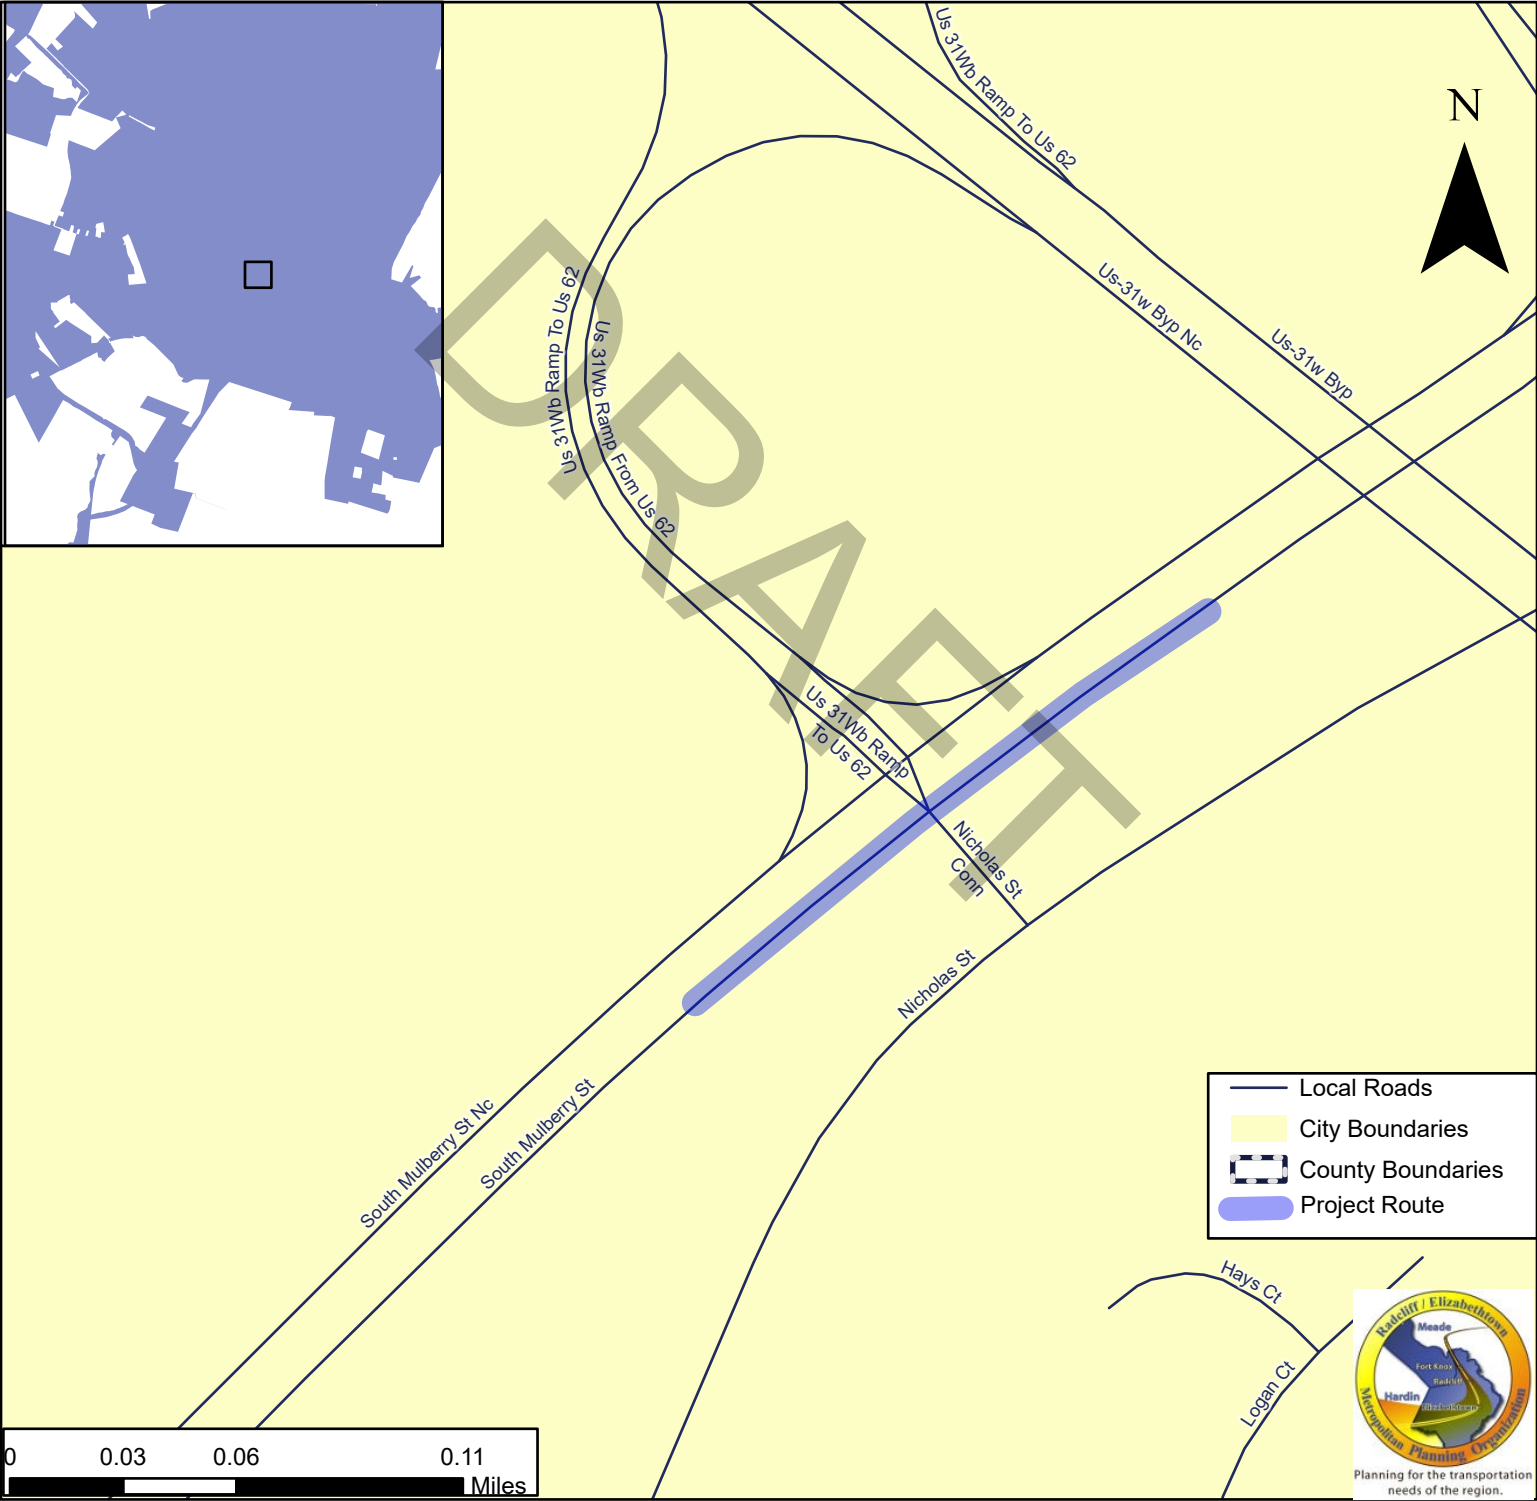 Us 31Wb Ramp To Us 62
N
Us-31w Byp Nc
Us-31w Byp
Us 31Wb Ramp To Us 62
Us 31Wb Ramp From Us 62
DRAFT
Us 31Wb Ramp
To Us 62
Nicholas St
Conn
Nicholas St
South Mulberry St Nc
South Mulberry St
Local Roads
City Boundaries
County Boundaries
Project Route
Hays Ct
Logan Ct
Radcliff / Elizabethtown
Meade
Fort Knox
Radcliff
Hardin
Elizabethtown
Metropolitan Planning Organization
Planning for the transportation
needs of the region.
0 0.03 0.06 0.11
Miles